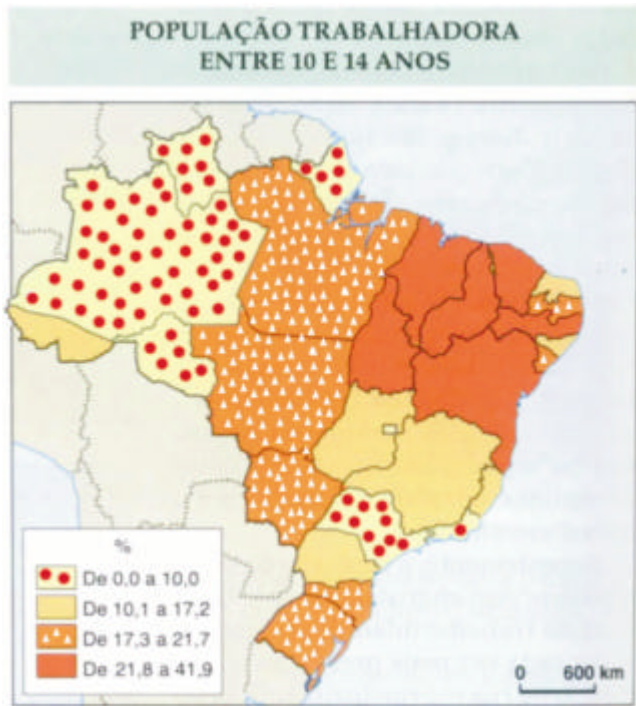 POPULAÇÃO TRABALHADORA
ENTRE 10 E 14 ANOS
%
De 0,0 a 10,0
De 10,1 a 17,2
De 17,3 a 21,7
De 21,8 a 41,9
0 600 km